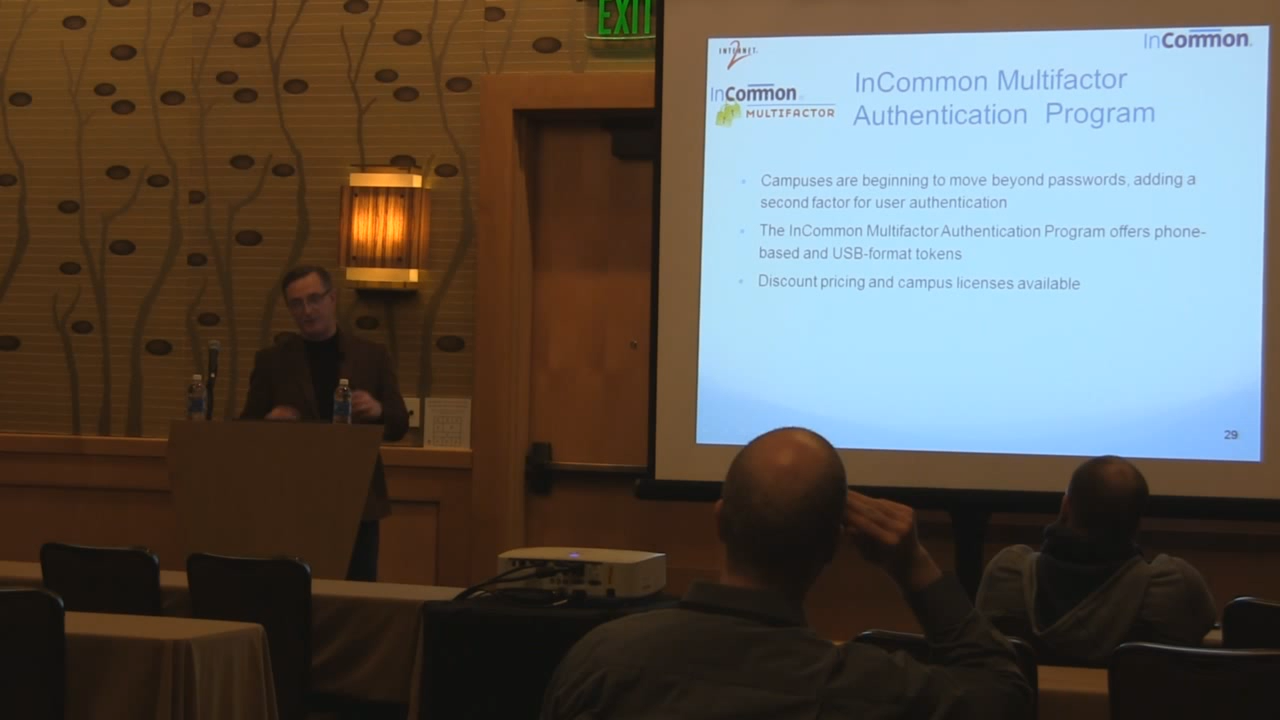 EXIT
INTERNET
2
InCommon
InCommon
MULTIFACTOR
InCommon Multifactor
Authentication Program
Campuses are beginning to move beyond passwords, adding a
second factor for user authentication
The InCommon Multifactor Authentication Program offers phone-
based and USB-format tokens
Discount pricing and campus licenses available
29